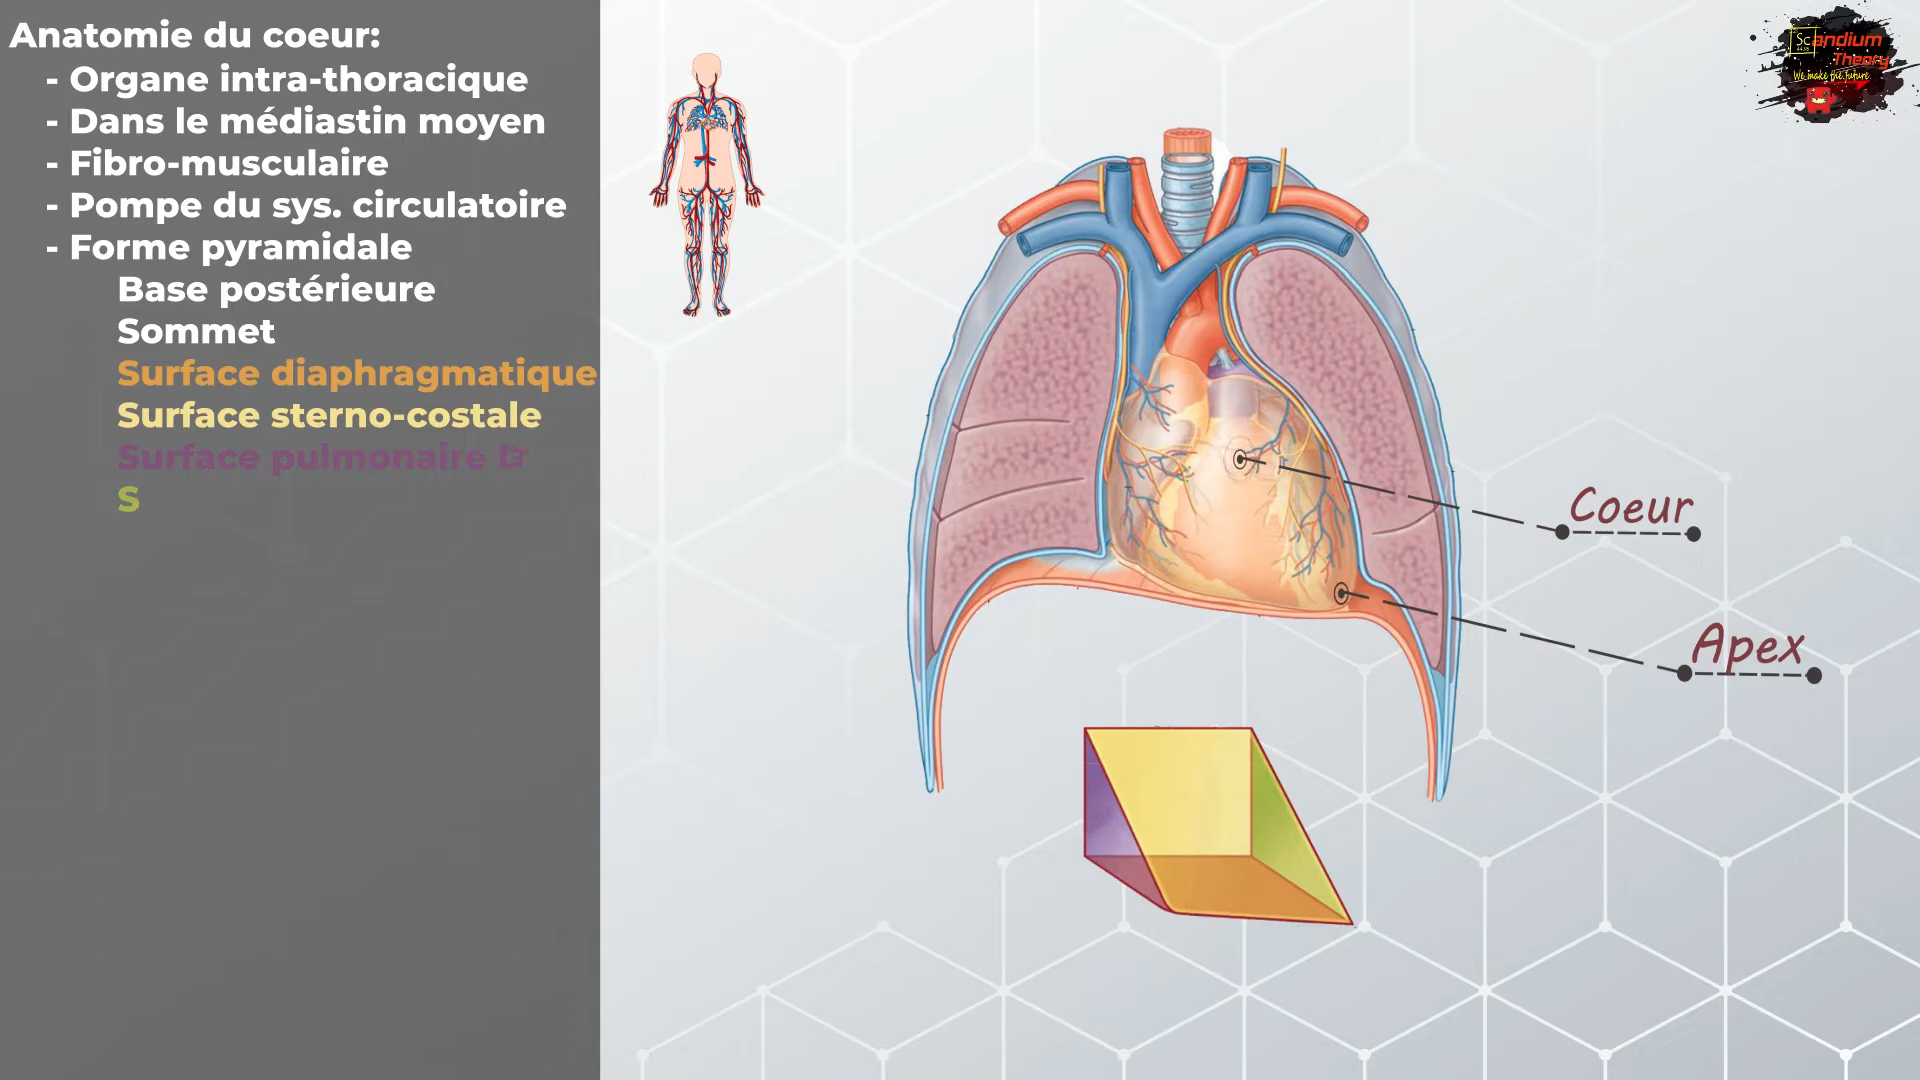 Anatomie du coeur:
- Organe intra-thoracique
- Dans le médiastin moyen
- Fibro-musculaire
- Pompe du sys. circulatoire
- Forme pyramidale
Base postérieure
Sommet
Surface diaphragmatique
Surface sterno-costale
Surface pulmonaire
S
Coeur
Apex
Scandium
Theory
We make the future